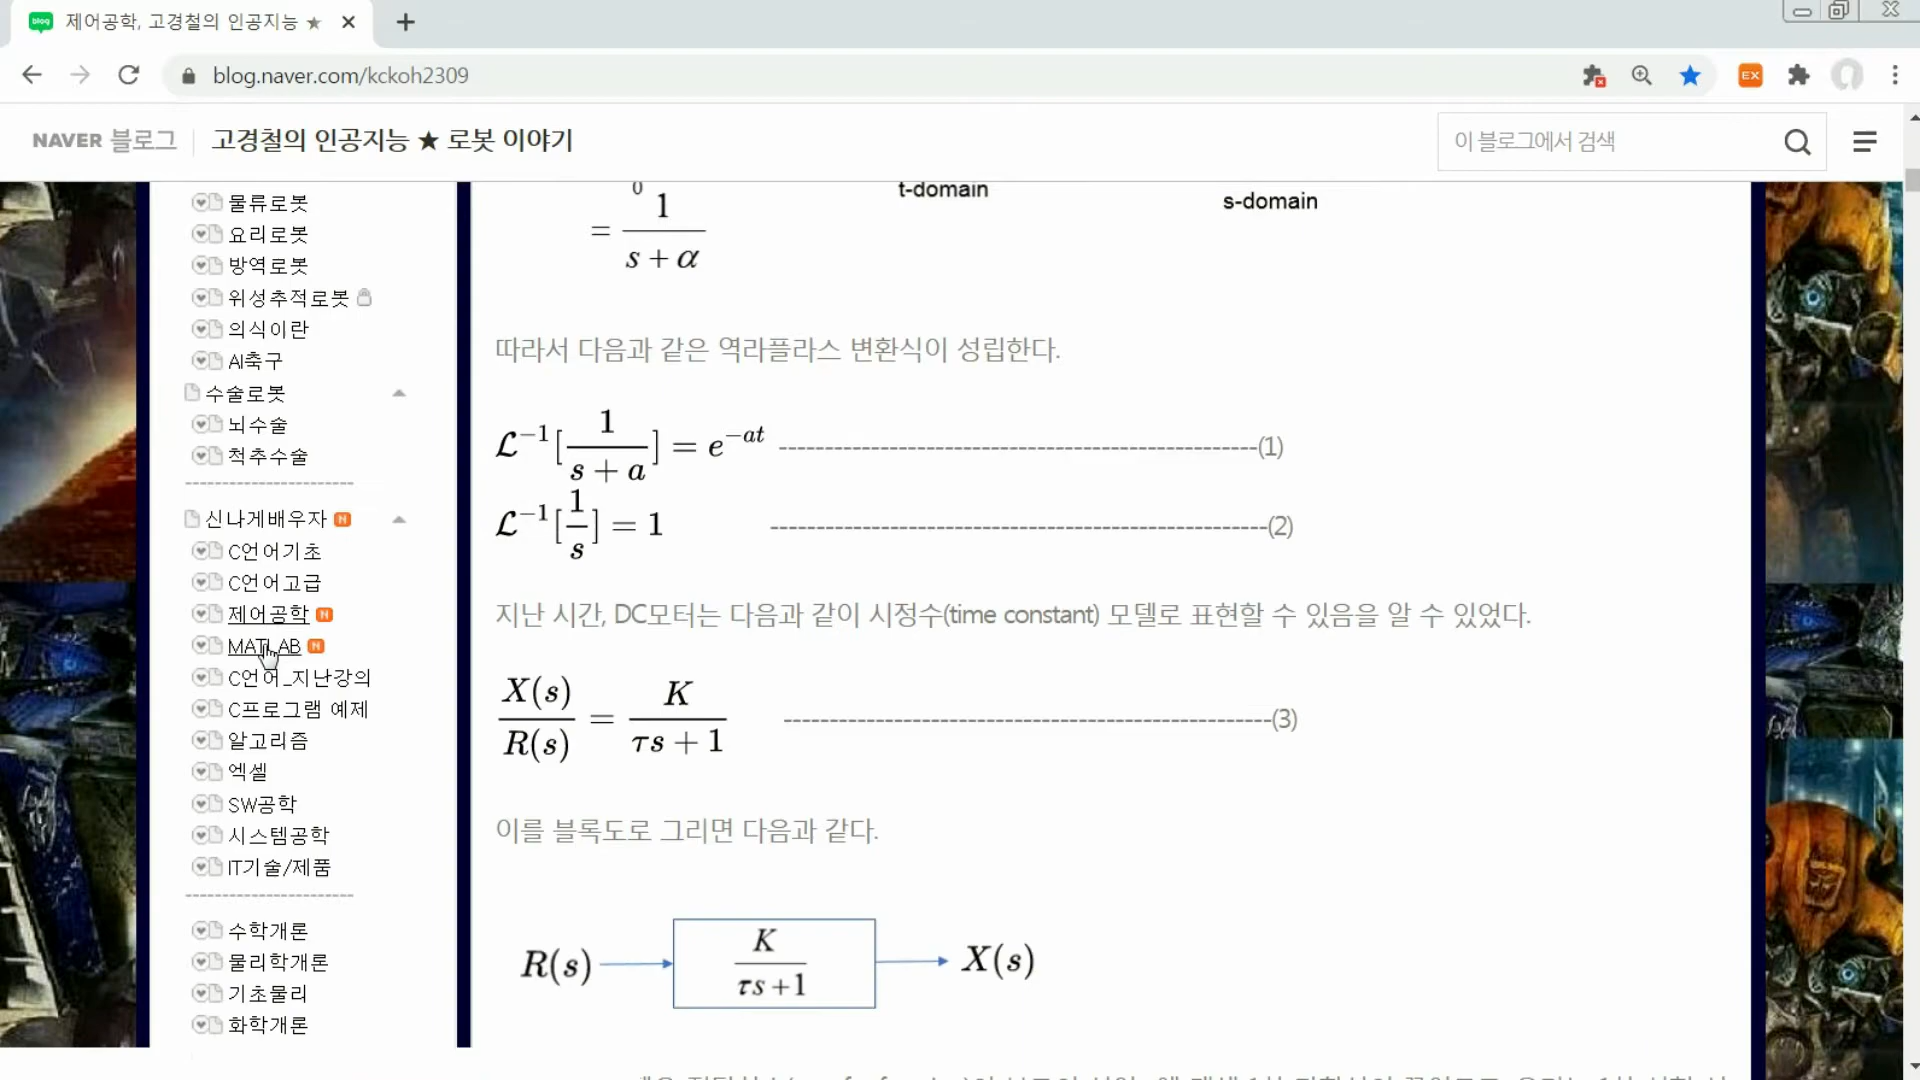 제어공학, 고경철의 인공지능 ★
blog.naver.com/kckoh2309
EX
NAVER 블로그
고경철의 인공지능 ★ 로봇 이야기
이 블로그에서 검색
물류로봇
요리로봇
방역로봇
위성추적로봇
의식이란
AI축구
수술로봇
뇌수술
척추수술
-----------------------
신나게배우자 N
C언어기초
C언어고급
제어공학 N
MATLAB N
C언어_지난강의
C프로그램 예제
알고리즘
엑셀
SW공학
시스템공학
IT기술/제품
-----------------------
수학개론
물리학개론
기초물리
화학개론
0
t-domain
s-domain
= 1 / (s + α)
따라서 다음과 같은 역라플라스 변환식이 성립한다.
ℒ⁻¹[1/(s + a)] = e^(−at) ----------------------------------------------------(1)
ℒ⁻¹[1/s] = 1 ------------------------------------------------------(2)
지난 시간, DC모터는 다음과 같이 시정수(time constant) 모델로 표현할 수 있음을 알 수 있었다.
X(s)/R(s) = K/(τs + 1) -----------------------------------------------------(3)
이를 블록도로 그리면 다음과 같다.
R(s) K/(τs+1) X(s)